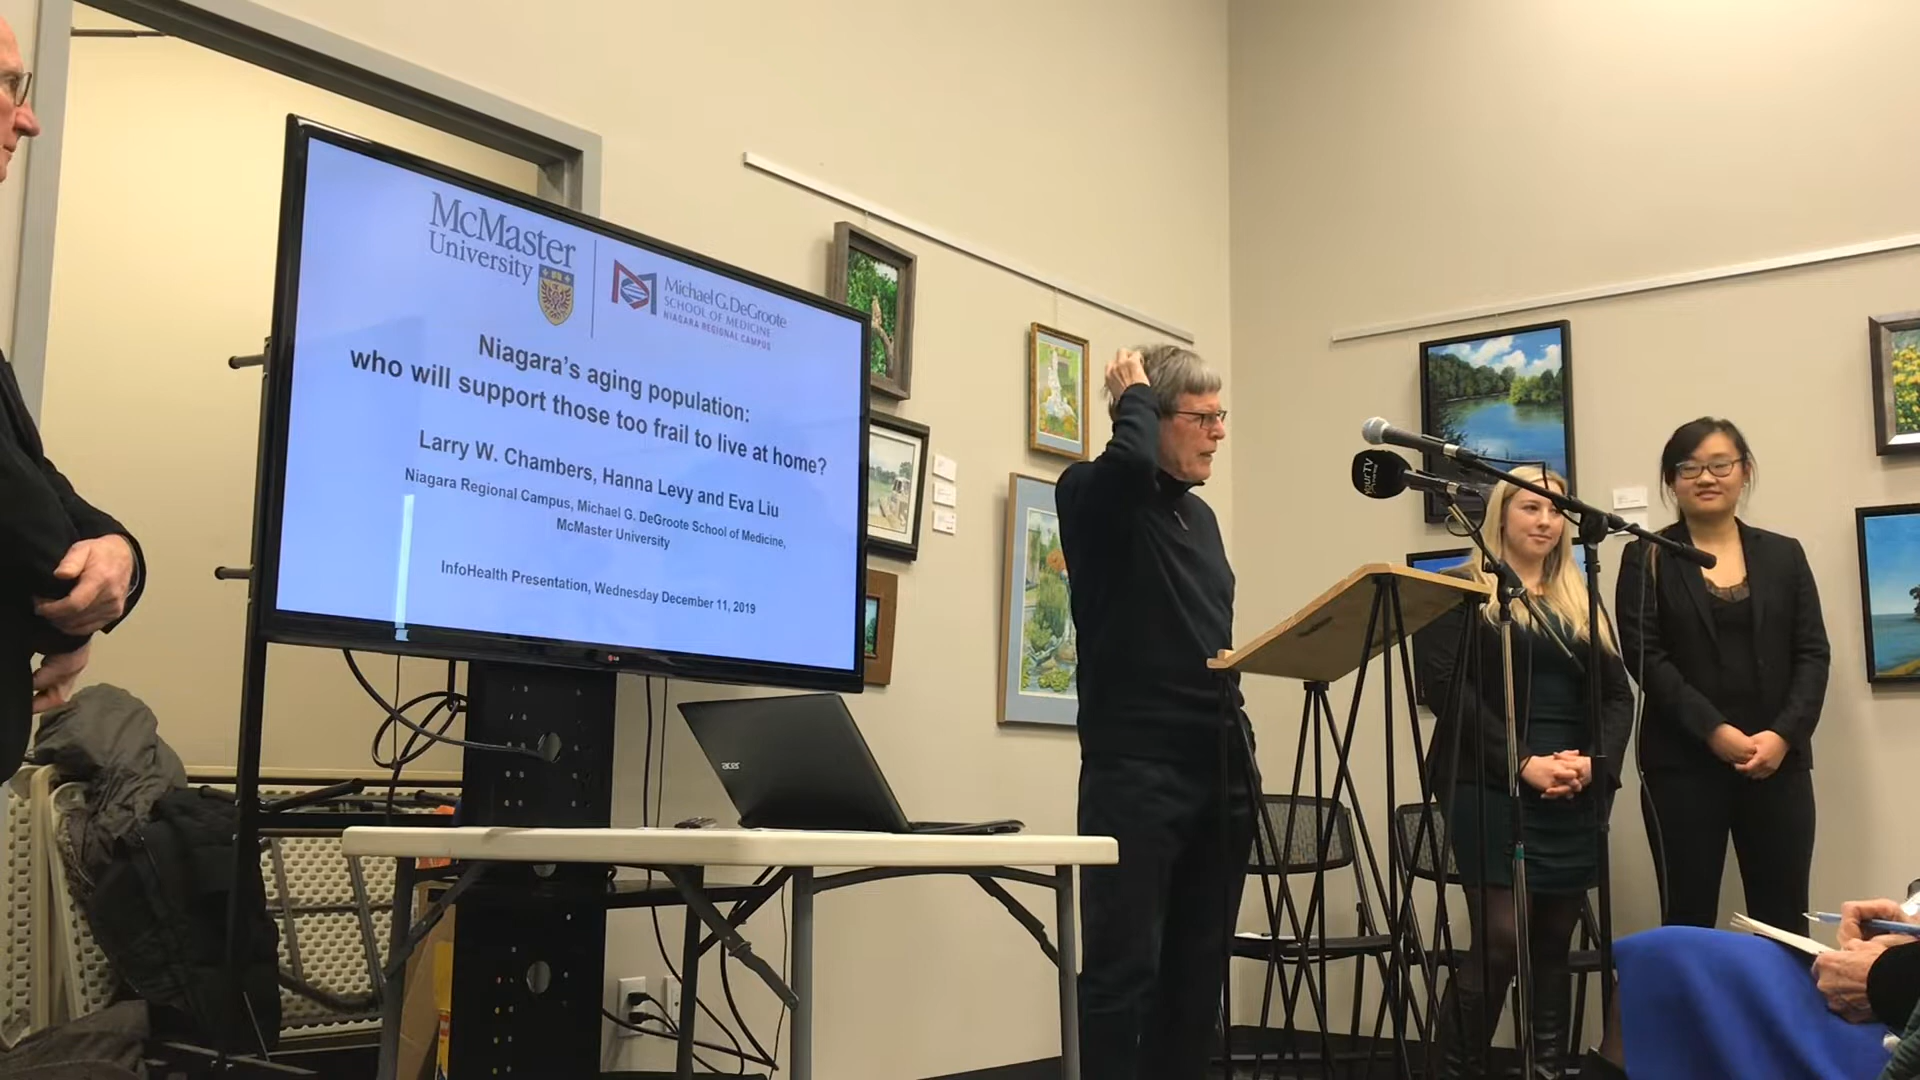 McMaster
University
Michael G. DeGroote
SCHOOL OF MEDICINE
NIAGARA REGIONAL CAMPUS
Niagara's aging population:
who will support those too frail to live at home?
Larry W. Chambers, Hanna Levy and Eva Liu
Niagara Regional Campus, Michael G. DeGroote School of Medicine,
McMaster University
InfoHealth Presentation, Wednesday December 11, 2019
LG
acer
yourTV